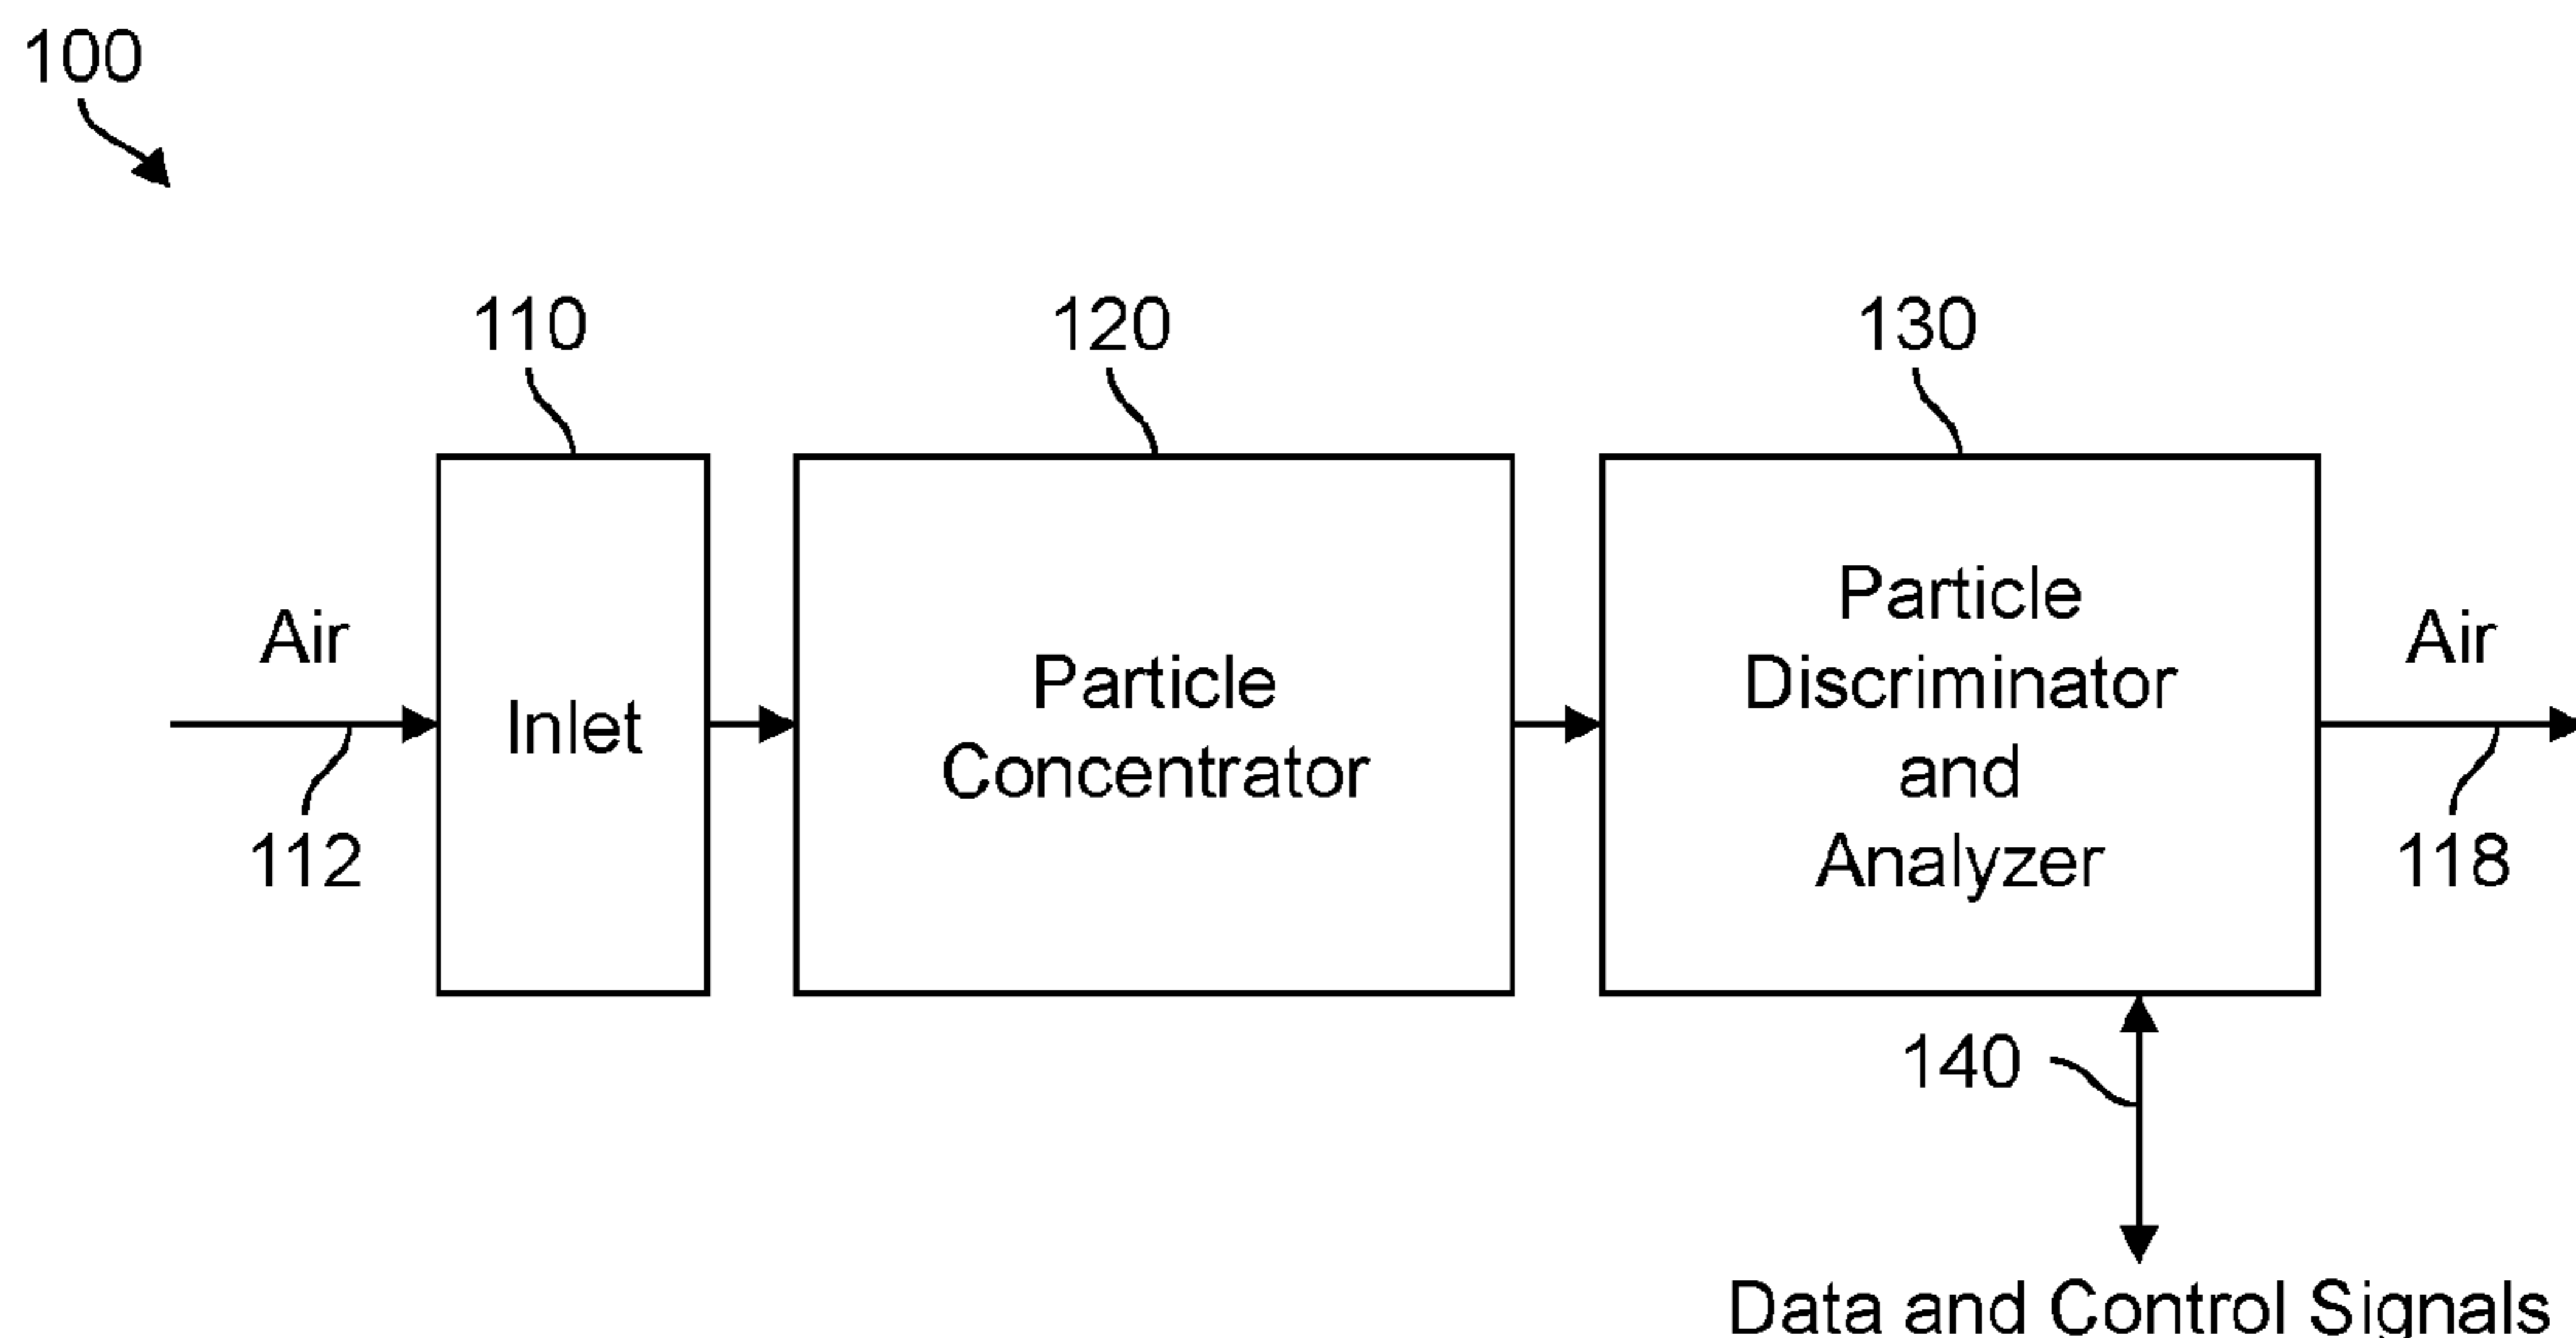 100
110
120
130
Air
Inlet
112
Particle
Concentrator
Particle
Discriminator
and
Analyzer
Air
118
140
Data and Control Signals